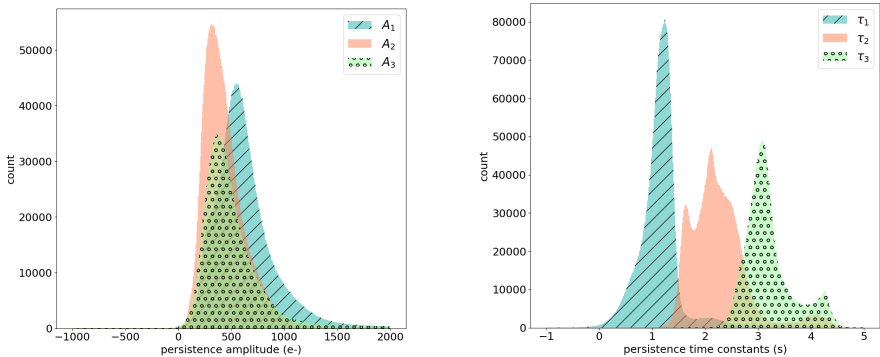 A1
A2
A3
50000
40000
30000
20000
10000
0
count
−1000 −500 0 500 1000 1500 2000
persistence amplitude (e-)
τ1
τ2
τ3
80000
70000
60000
50000
40000
30000
20000
10000
0
count
−1 0 1 2 3 4 5
persistence time constants (s)